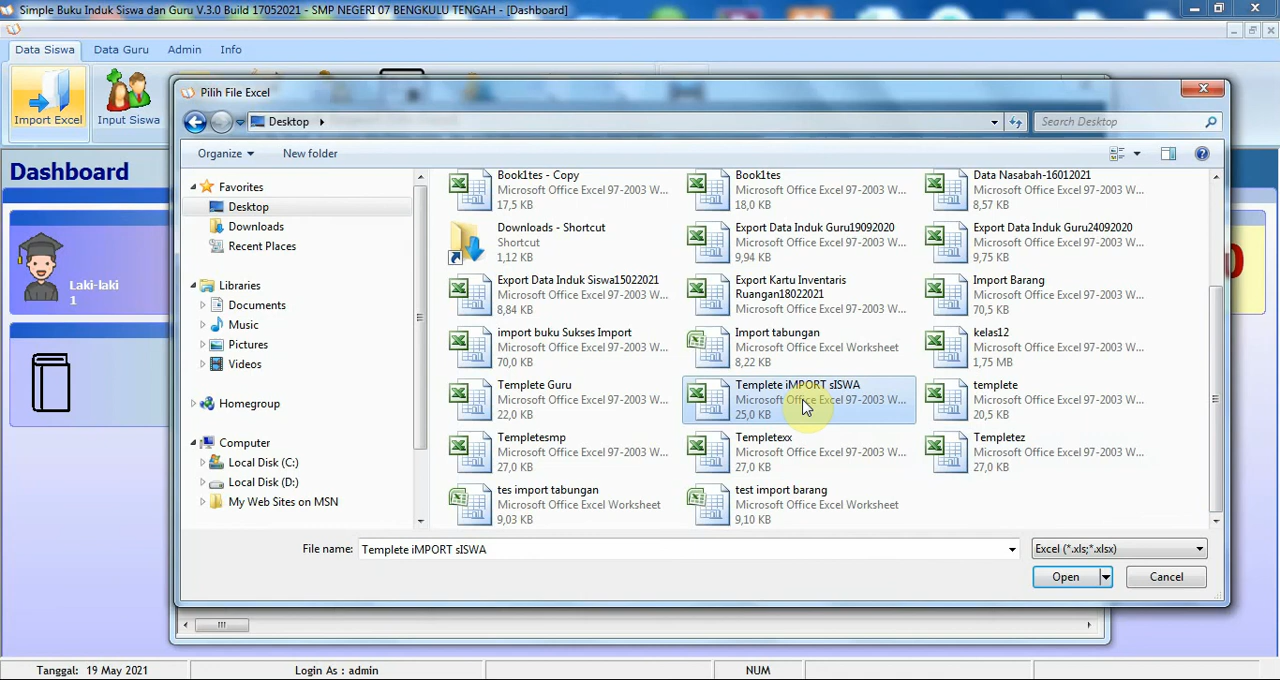 Simple Buku Induk Siswa dan Guru V.3.0 Build 17052021 - SMP NEGERI 07 BENGKULU TENGAH - [Dashboard]
Data Siswa Data Guru Admin Info
Import Excel Input Siswa
Dashboard
Laki-laki
1
Pilih File Excel
Desktop
Search Desktop
Organize New folder
Favorites
Desktop
Downloads
Recent Places
Libraries
Documents
Music
Pictures
Videos
Homegroup
Computer
Local Disk (C:)
Local Disk (D:)
My Web Sites on MSN
Book1tes - Copy
Microsoft Office Excel 97-2003 W...
17,5 KB
Book1tes
Microsoft Office Excel 97-2003 W...
18,0 KB
Data Nasabah-16012021
Microsoft Office Excel 97-2003 W...
8,57 KB
Downloads - Shortcut
Shortcut
1,12 KB
Export Data Induk Guru19092020
Microsoft Office Excel 97-2003 W...
9,94 KB
Export Data Induk Guru24092020
Microsoft Office Excel 97-2003 W...
9,75 KB
Export Data Induk Siswa15022021
Microsoft Office Excel 97-2003 W...
8,84 KB
Export Kartu Inventaris
Ruangan18022021
Microsoft Office Excel 97-2003 W...
Import Barang
Microsoft Office Excel 97-2003 W...
70,5 KB
import buku Sukses Import
Microsoft Office Excel 97-2003 W...
70,0 KB
Import tabungan
Microsoft Office Excel Worksheet
8,22 KB
kelas12
Microsoft Office Excel 97-2003 W...
1,75 MB
Templete Guru
Microsoft Office Excel 97-2003 W...
22,0 KB
Templete iMPORT sISWA
Microsoft Office Excel 97-2003 W...
25,0 KB
templete
Microsoft Office Excel 97-2003 W...
20,5 KB
Templetesmp
Microsoft Office Excel 97-2003 W...
27,0 KB
Templetexx
Microsoft Office Excel 97-2003 W...
27,0 KB
Templetez
Microsoft Office Excel 97-2003 W...
27,0 KB
tes import tabungan
Microsoft Office Excel Worksheet
9,03 KB
test import barang
Microsoft Office Excel Worksheet
9,10 KB
File name: Templete iMPORT sISWA
Excel (*.xls;*.xlsx)
Open Cancel
Tanggal: 19 May 2021 Login As : admin NUM